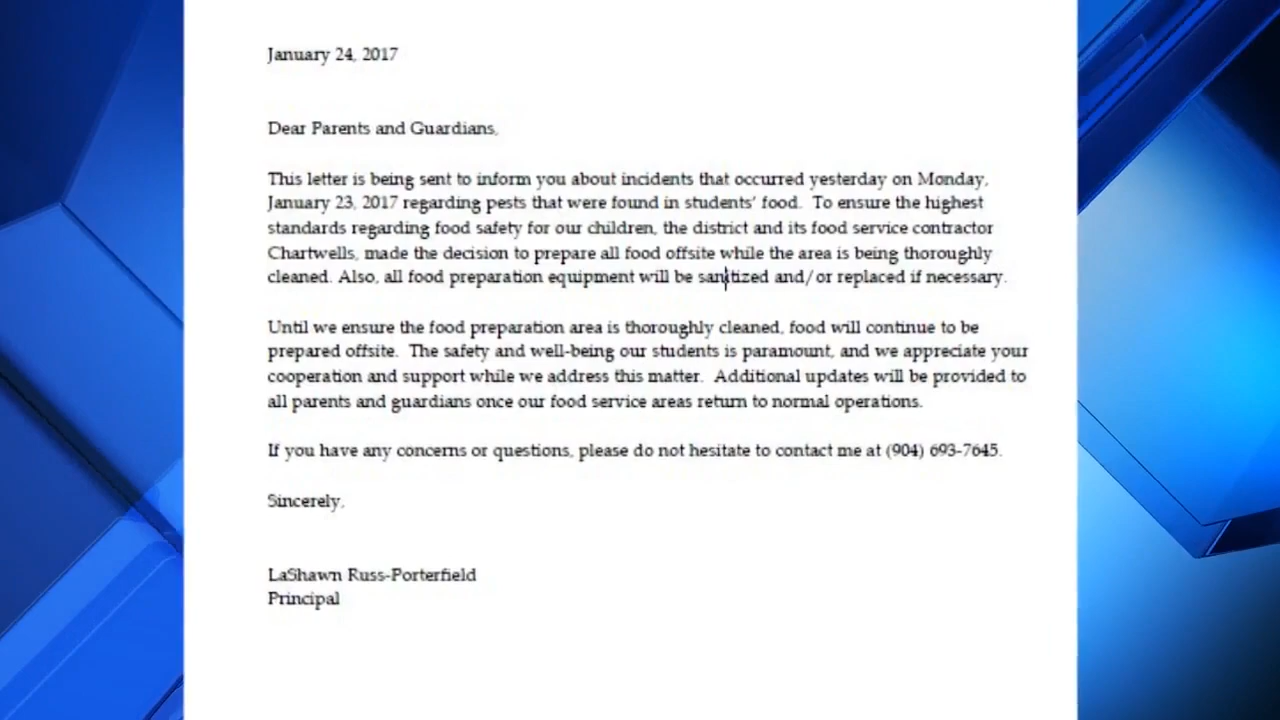 January 24, 2017
Dear Parents and Guardians,
This letter is being sent to inform you about incidents that occurred yesterday on Monday,
January 23, 2017 regarding pests that were found in students' food.  To ensure the highest
standards regarding food safety for our children, the district and its food service contractor
Chartwells, made the decision to prepare all food offsite while the area is being thoroughly
cleaned. Also, all food preparation equipment will be sanitized and/or replaced if necessary.
Until we ensure the food preparation area is thoroughly cleaned, food will continue to be
prepared offsite.  The safety and well-being our students is paramount, and we appreciate your
cooperation and support while we address this matter.  Additional updates will be provided to
all parents and guardians once our food service areas return to normal operations.
If you have any concerns or questions, please do not hesitate to contact me at (904) 693-7645.
Sincerely,
LaShawn Russ-Porterfield
Principal